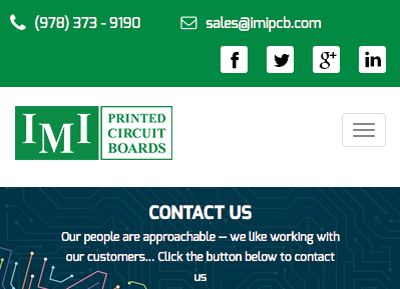 (978) 373 - 9190
sales@imipcb.com
IMI PRINTED
CIRCUIT
BOARDS
CONTACT US
Our people are approachable — we like working with
our customers... Click the button below to contact
us